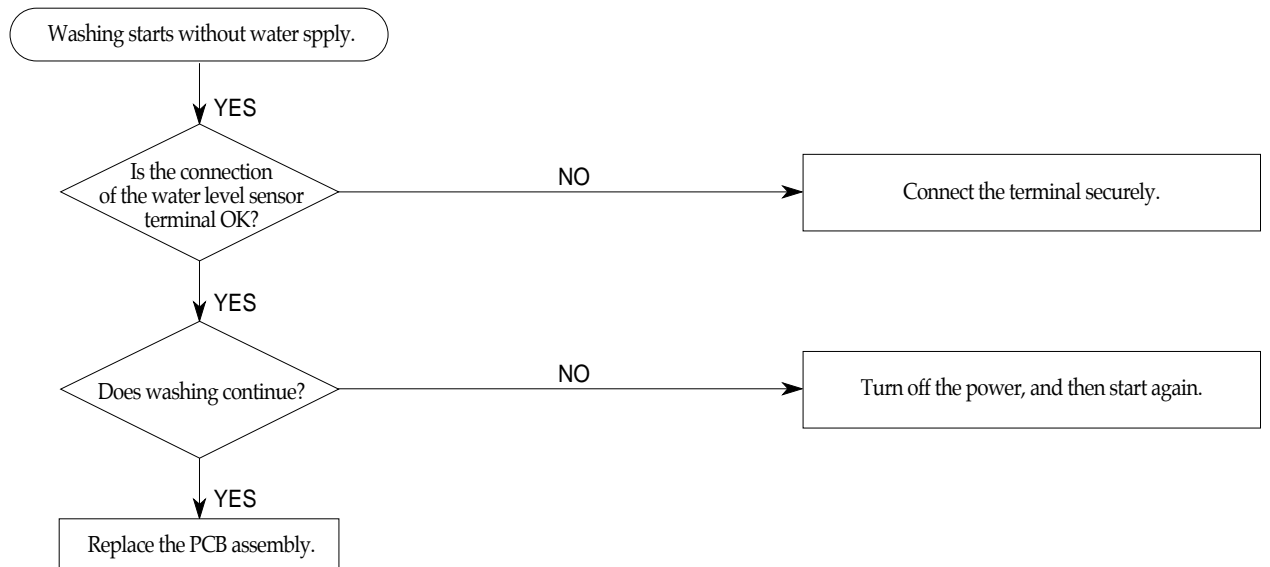 Washing starts without water spply.
YES
Is the connection
of the water level sensor
terminal OK?
NO
Connect the terminal securely.
YES
Does washing continue?
NO
Turn off the power, and then start again.
YES
Replace the PCB assembly.